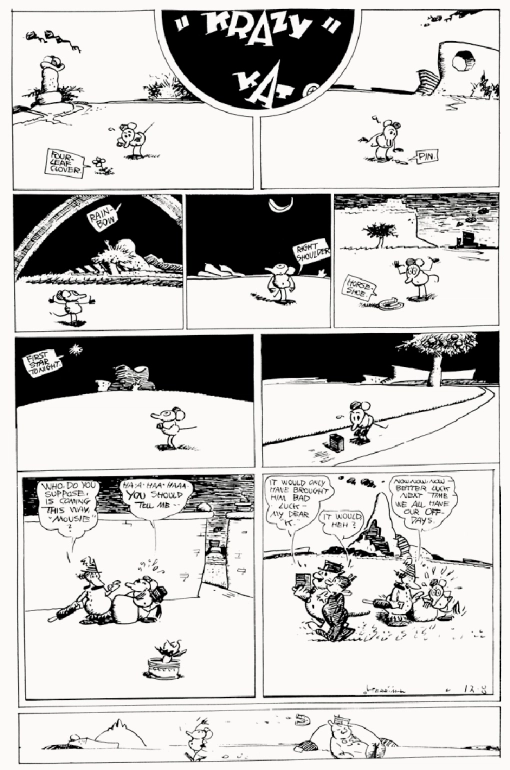 "KRAZY"
KAT
FOUR-
LEAF
CLOVER.
PIN.
RAIN-
BOW
RIGHT
SHOULDER
HORSE-
SHOE.
FIRST
STAR
TONIGHT.
WHO DO YOU
SUPPOSE,
IS COMING
THIS WAY,
"MOUSIE"
?
HA-A-HAA-HAAA
YOU SHOULD
TELL ME--
IT WOULD ONLY
HAVE BROUGHT
HIM BAD
LUCK -
MY DEAR
"K".
IT WOULD
HEH?
NOW-NOW-NOW-
BETTER LUCK
NEXT TIME
WE ALL HAVE
OUR OFF-
DAYS.
12-8